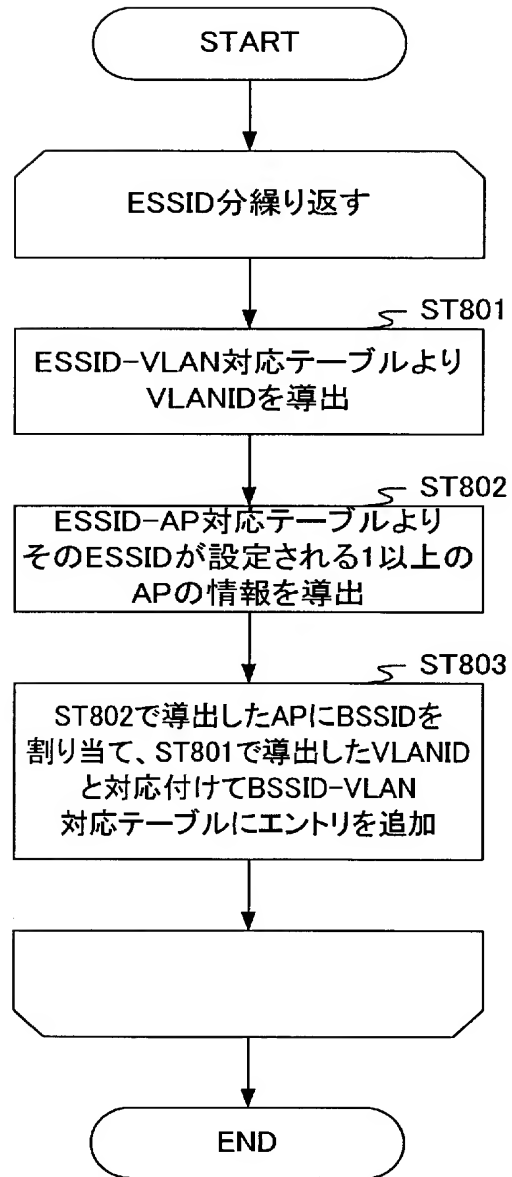 START
ESSID分繰り返す
ST801
ESSID-VLAN対応テーブルより
VLANIDを導出
ST802
ESSID-AP対応テーブルより
そのESSIDが設定される1以上の
APの情報を導出
ST803
ST802で導出したAPにBSSIDを
割り当て、ST801で導出したVLANID
と対応付けてBSSID-VLAN
対応テーブルにエントリを追加
END